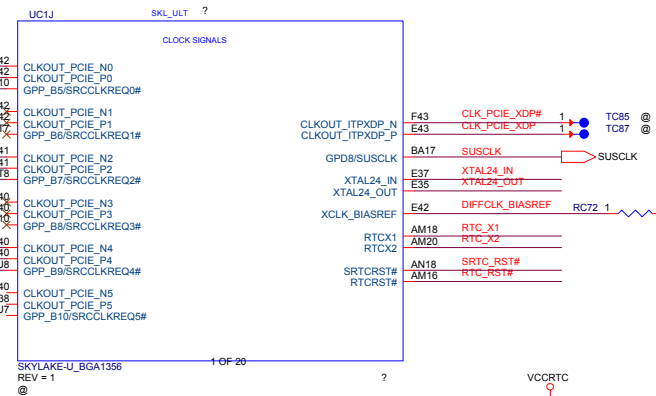 UC1J SKL_ULT ?
CLOCK SIGNALS
CLKOUT_PCIE_N0
CLKOUT_PCIE_P0
GPP_B5/SRCCLKREQ0#
CLKOUT_PCIE_N1
CLKOUT_PCIE_P1
GPP_B6/SRCCLKREQ1#
CLKOUT_PCIE_N2
CLKOUT_PCIE_P2
GPP_B7/SRCCLKREQ2#
CLKOUT_PCIE_N3
CLKOUT_PCIE_P3
GPP_B8/SRCCLKREQ3#
CLKOUT_PCIE_N4
CLKOUT_PCIE_P4
GPP_B9/SRCCLKREQ4#
CLKOUT_PCIE_N5
CLKOUT_PCIE_P5
GPP_B10/SRCCLKREQ5#
CLKOUT_ITPXDP_N F43 CLK_PCIE_XDP# 1 TC85 @
CLKOUT_ITPXDP_P E43 CLK_PCIE_XDP 1 TC87 @
GPD8/SUSCLK BA17 SUSCLK SUSCLK
XTAL24_IN E37 XTAL24_IN
XTAL24_OUT E35 XTAL24_OUT
XCLK_BIASREF E42 DIFFCLK_BIASREF RC72 1
RTCX1 AM18 RTC_X1
RTCX2 AM20 RTC_X2
SRTCRST# AN18 SRTC_RST#
RTCRST# AM16 RTC_RST#
1 OF 20
SKYLAKE-U_BGA1356
REV = 1 ?
@
VCCRTC